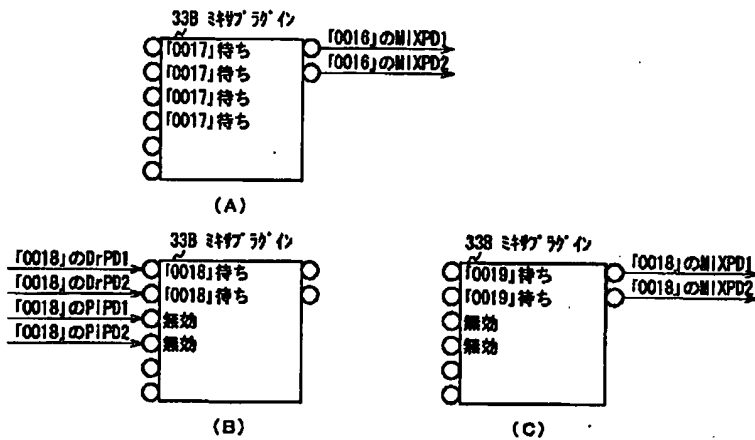 33B ミキサプラグイン
「0017」待ち
「0017」待ち
「0017」待ち
「0017」待ち
「0016」のMIXPD1
「0016」のMIXPD2
(A)
33B ミキサプラグイン
「0018」のDrPD1
「0018」のDrPD2
「0018」のPiPD1
「0018」のPiPD2
「0018」待ち
「0018」待ち
無効
無効
(B)
33B ミキサプラグイン
「0019」待ち
「0019」待ち
無効
無効
「0018」のMIXPD1
「0018」のMIXPD2
(C)